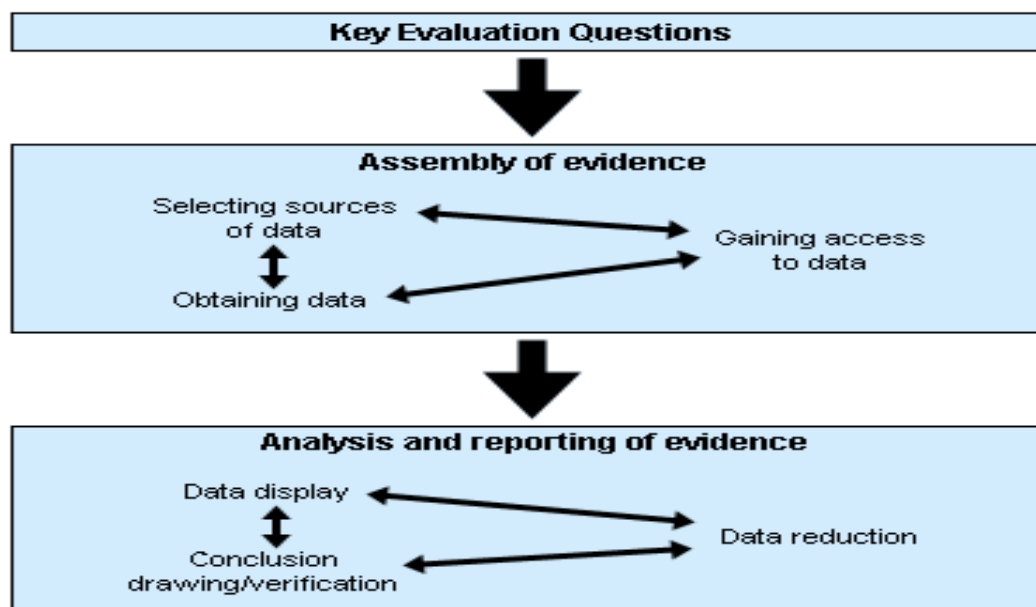 Key Evaluation Questions
Assembly of evidence
Selecting sources
of data
Gaining access
to data
Obtaining data
Analysis and reporting of evidence
Data display
Data reduction
Conclusion
drawing/verification